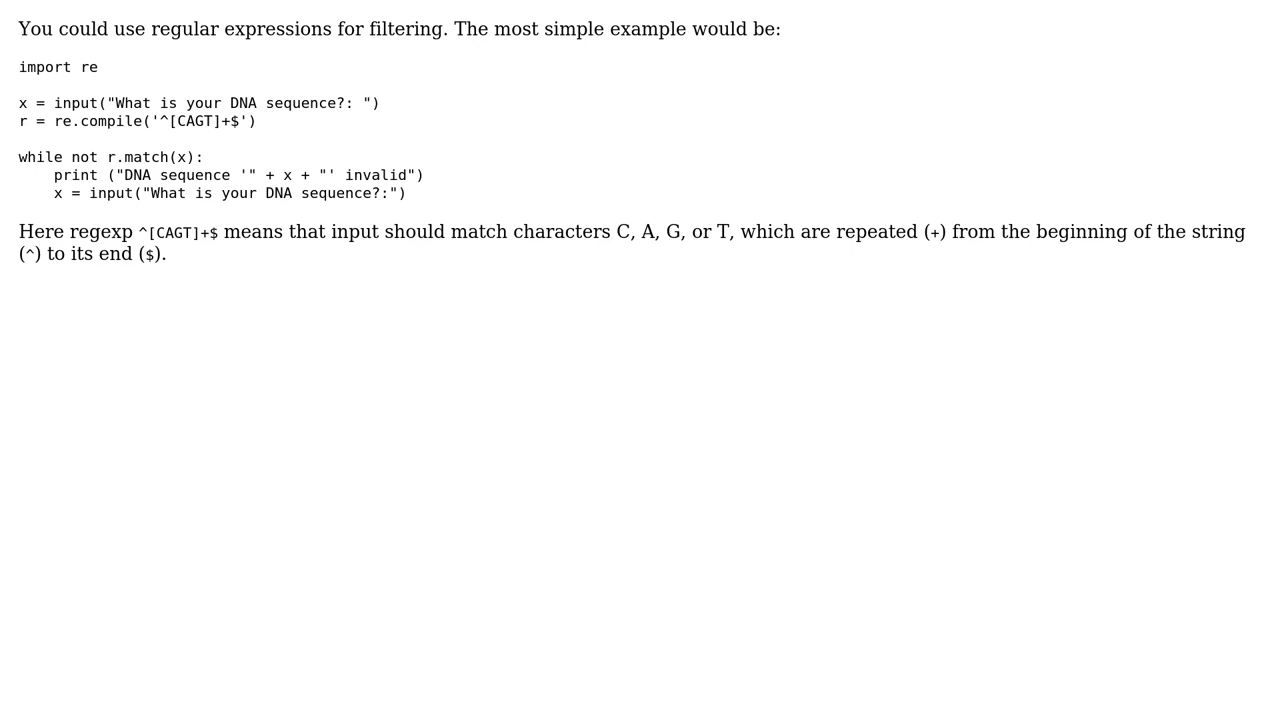 You could use regular expressions for filtering. The most simple example would be:
import re
x = input("What is your DNA sequence?: ")
r = re.compile('^[CAGT]+$')
while not r.match(x):
    print ("DNA sequence '" + x + "' invalid")
    x = input("What is your DNA sequence?:")
Here regexp ^[CAGT]+$ means that input should match characters C, A, G, or T, which are repeated (+) from the beginning of the string
(^) to its end ($).